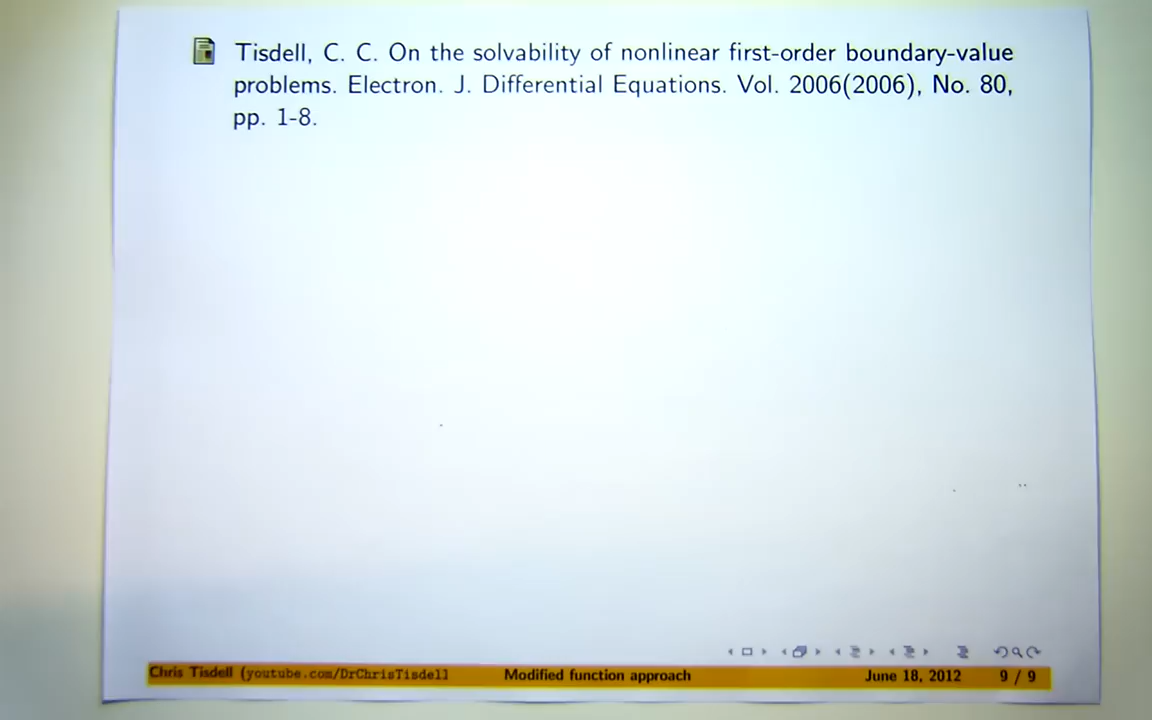 Tisdell, C. C. On the solvability of nonlinear first-order boundary-value
problems. Electron. J. Differential Equations. Vol. 2006(2006), No. 80,
pp. 1-8.
Chris Tisdell (youtube.com/DrChrisTisdell Modified function approach June 18, 2012 9 / 9